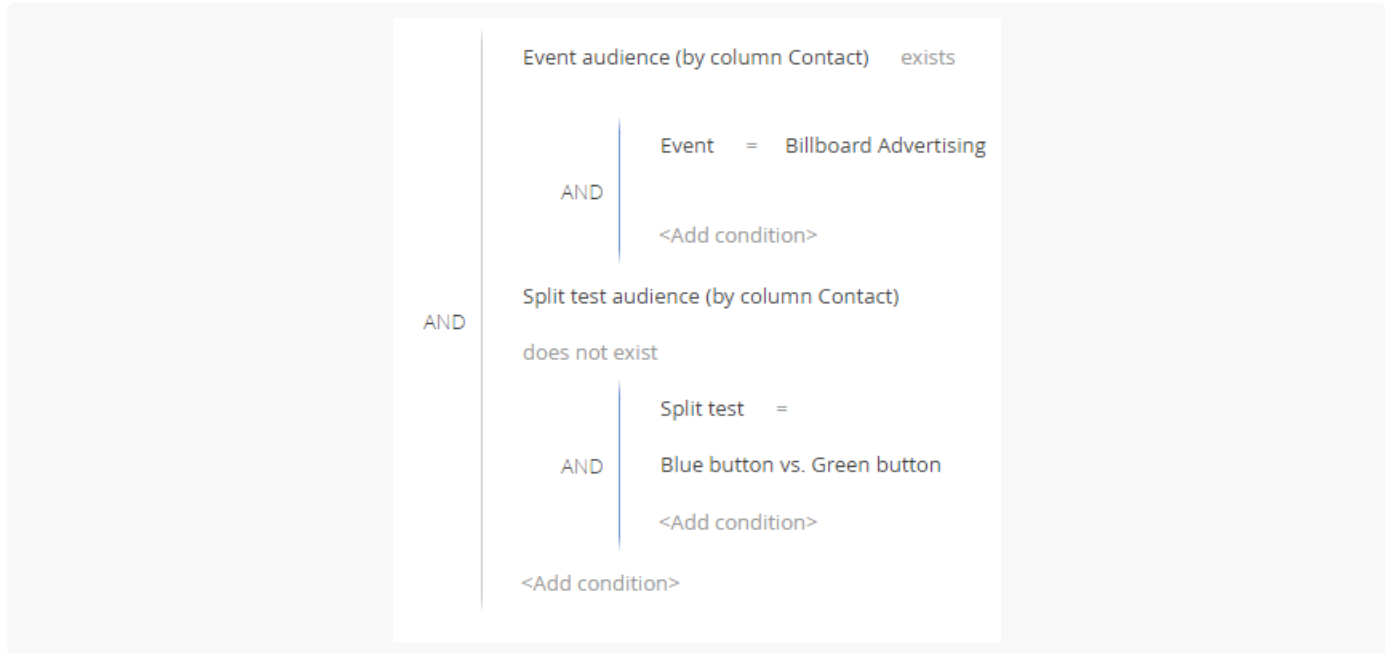 Event audience (by column Contact) exists
Event = Billboard Advertising
AND
<Add condition>
Split test audience (by column Contact)
AND
does not exist
Split test =
AND
Blue button vs. Green button
<Add condition>
<Add condition>